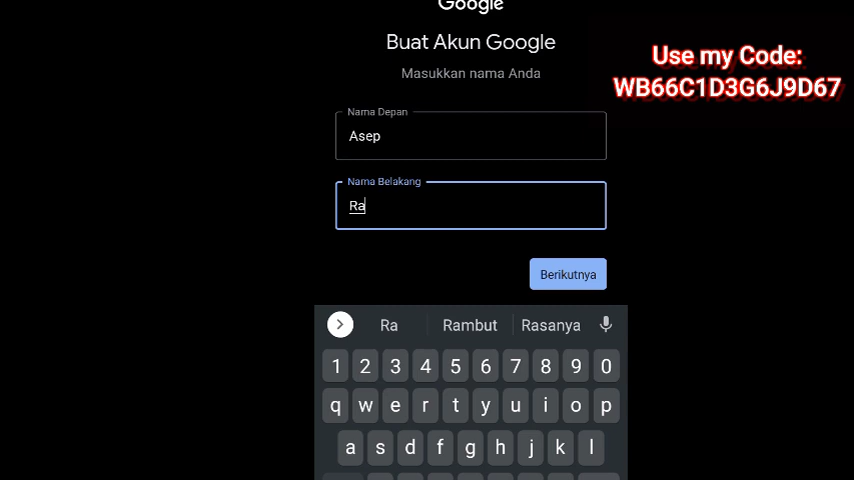 Google
Buat Akun Google
Masukkan nama Anda
Use my Code:
WB66C1D3G6J9D67
Nama Depan
Asep
Nama Belakang
Ra
Berikutnya
Ra Rambut Rasanya
1 2 3 4 5 6 7 8 9 0
q w e r t y u i o p
a s d f g h j k l